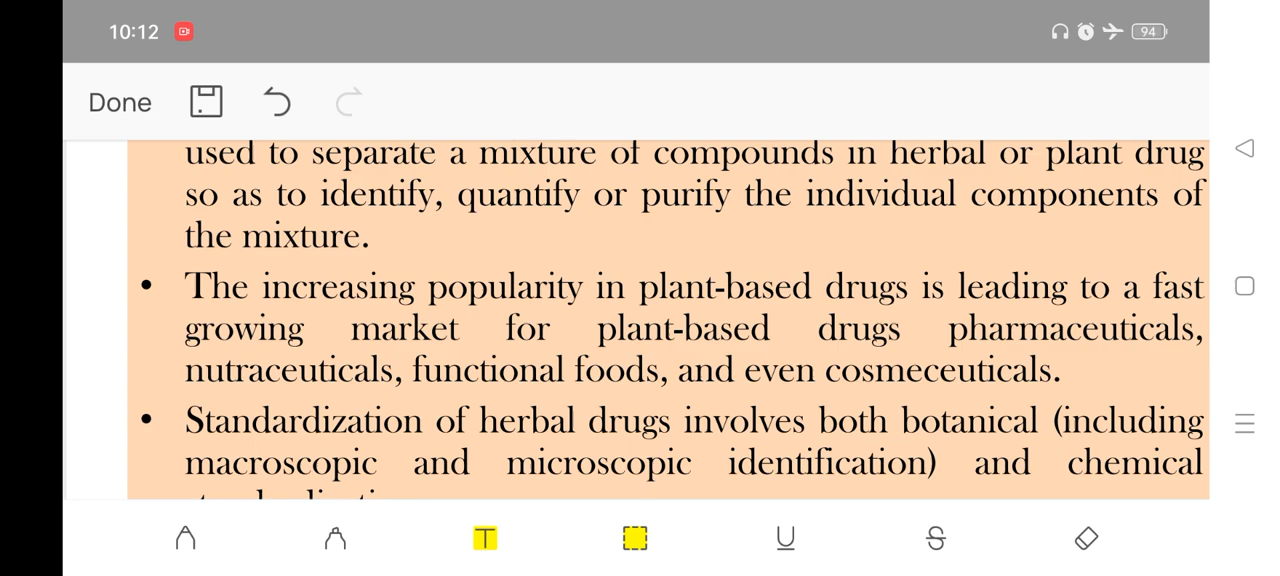 10:12
94
Done
used to separate a mixture of compounds in herbal or plant drug
so as to identify, quantify or purify the individual components of
the mixture.
• The increasing popularity in plant-based drugs is leading to a fast
growing market for plant-based drugs pharmaceuticals,
nutraceuticals, functional foods, and even cosmeceuticals.
• Standardization of herbal drugs involves both botanical (including
macroscopic and microscopic identification) and chemical